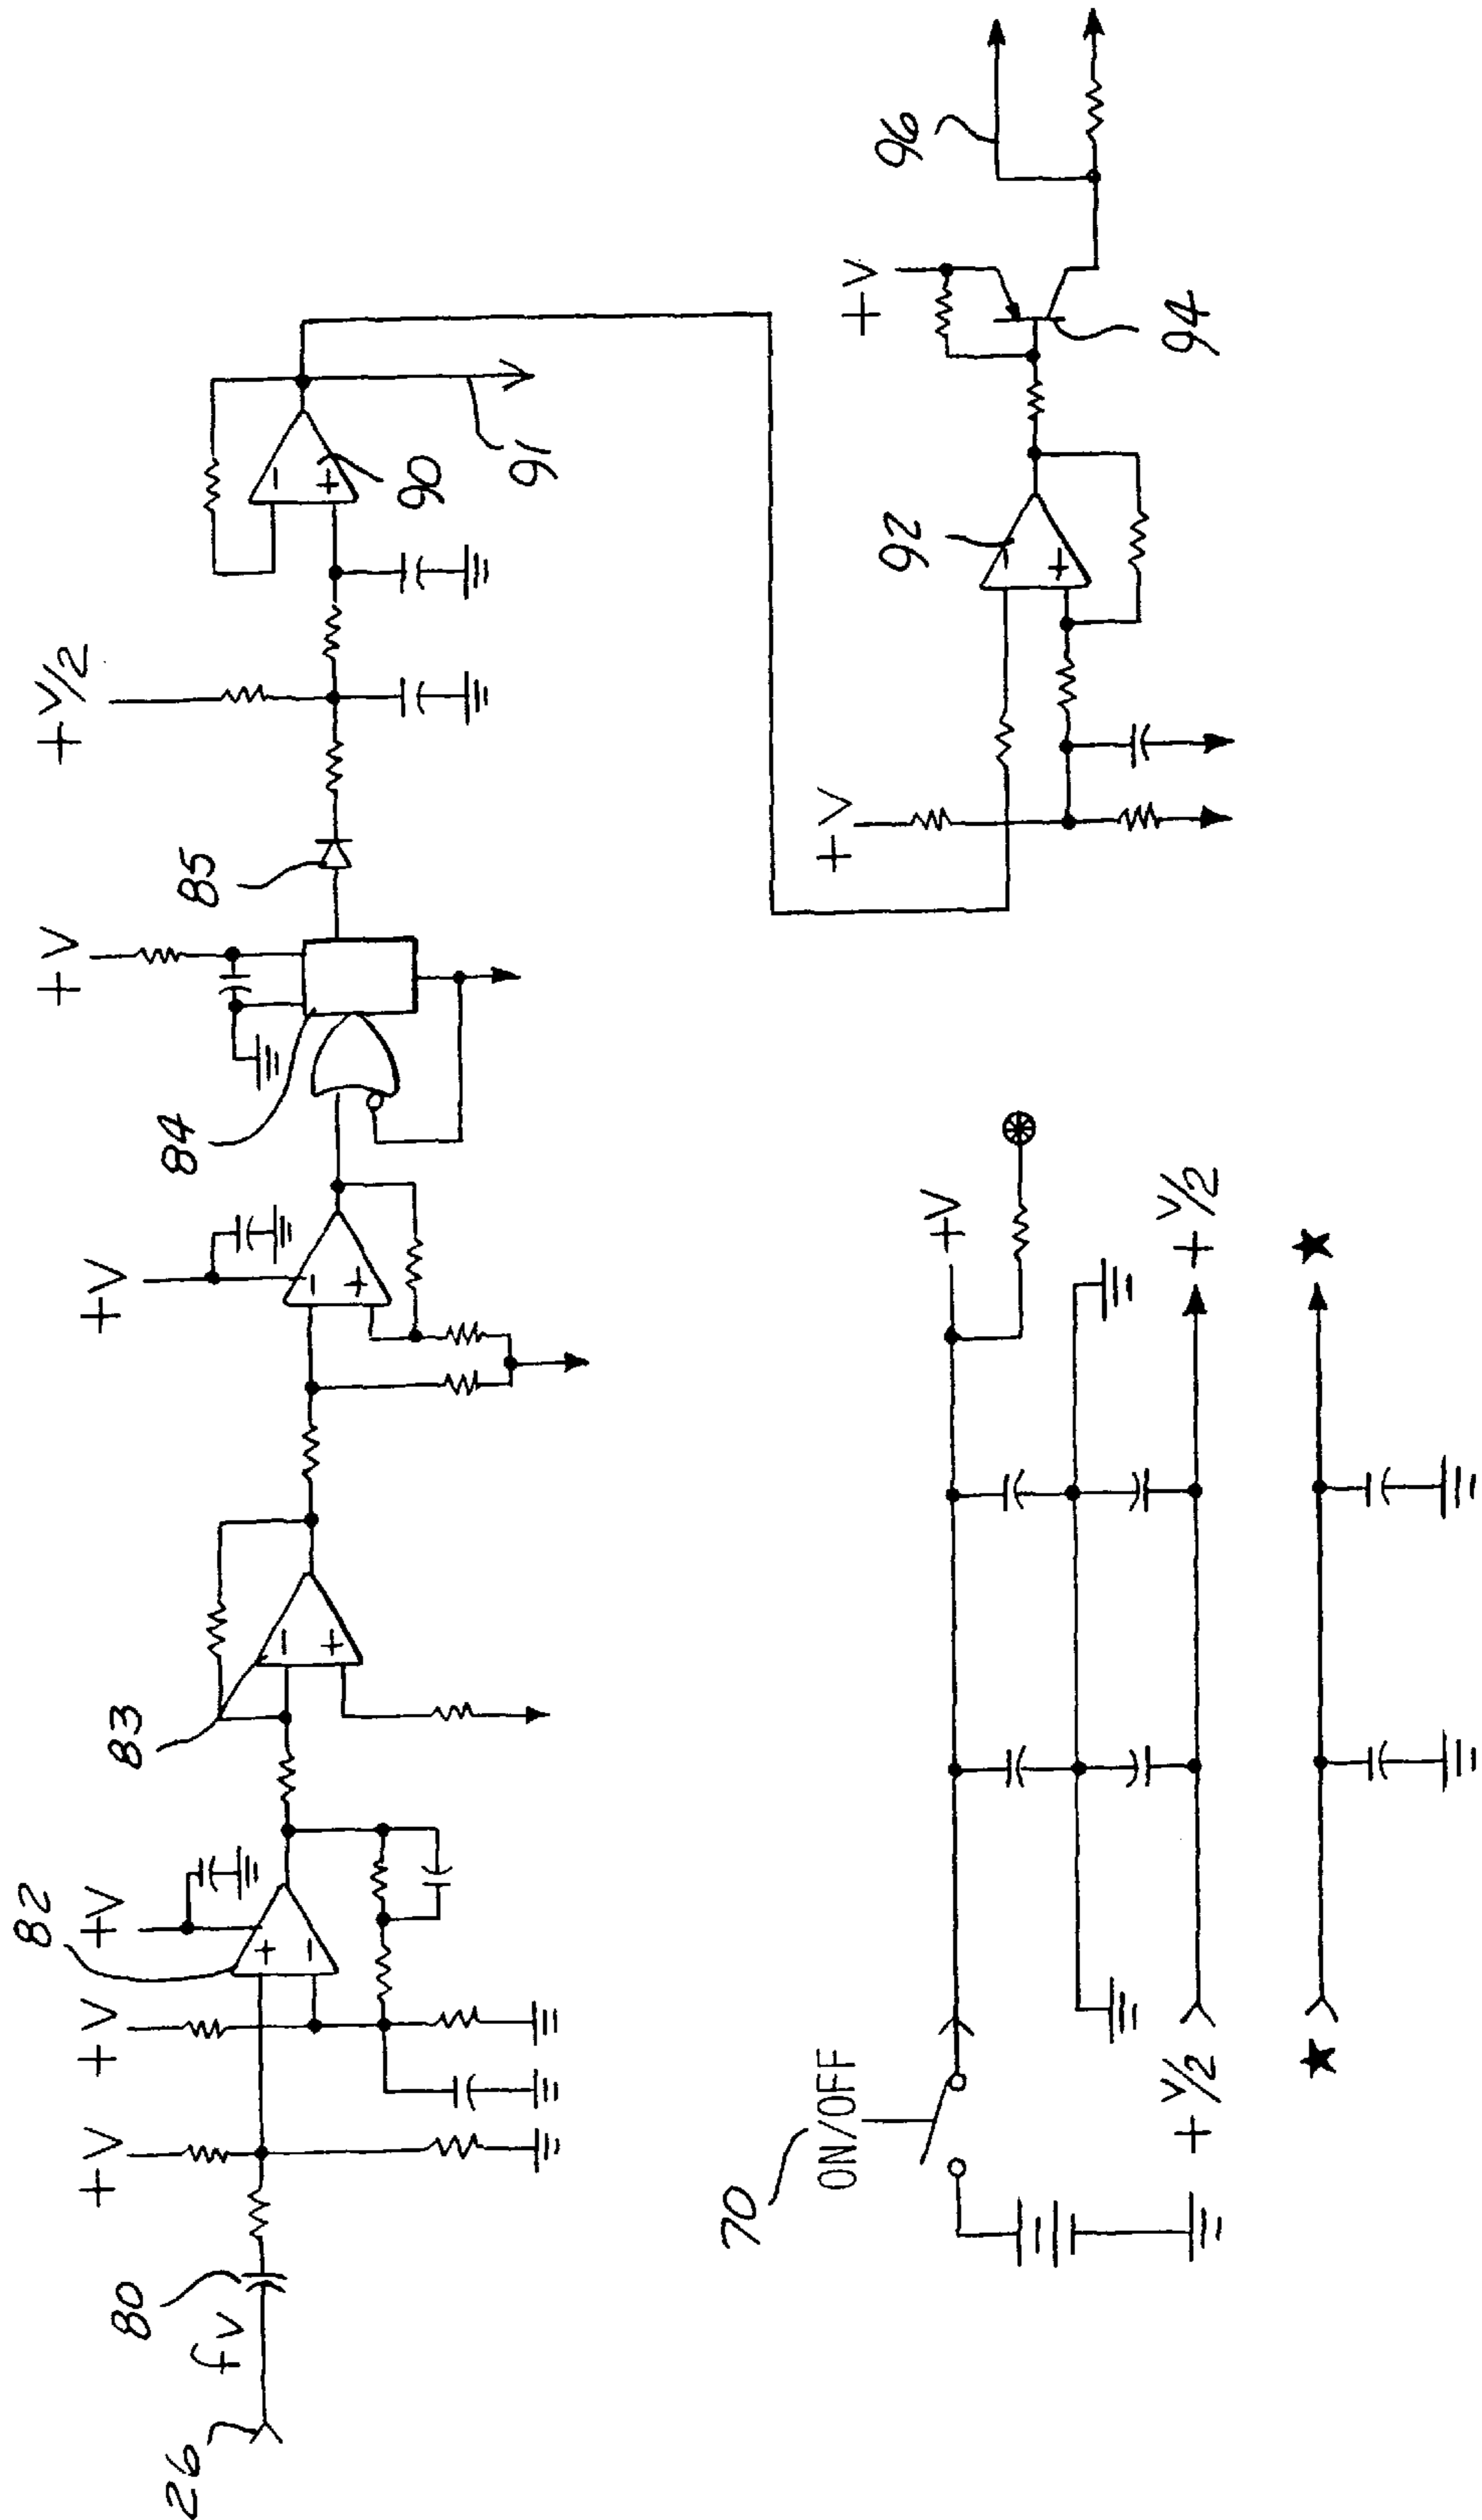 26
fv
80
+V
+V
82
+V
+
−
83
−
+
+V
−
+
84
+V
85
+V/2
−
+
90
91
70
ON/OFF
+V
+V/2
+V/2
★
★
+V
92
−
+
+V
94
96